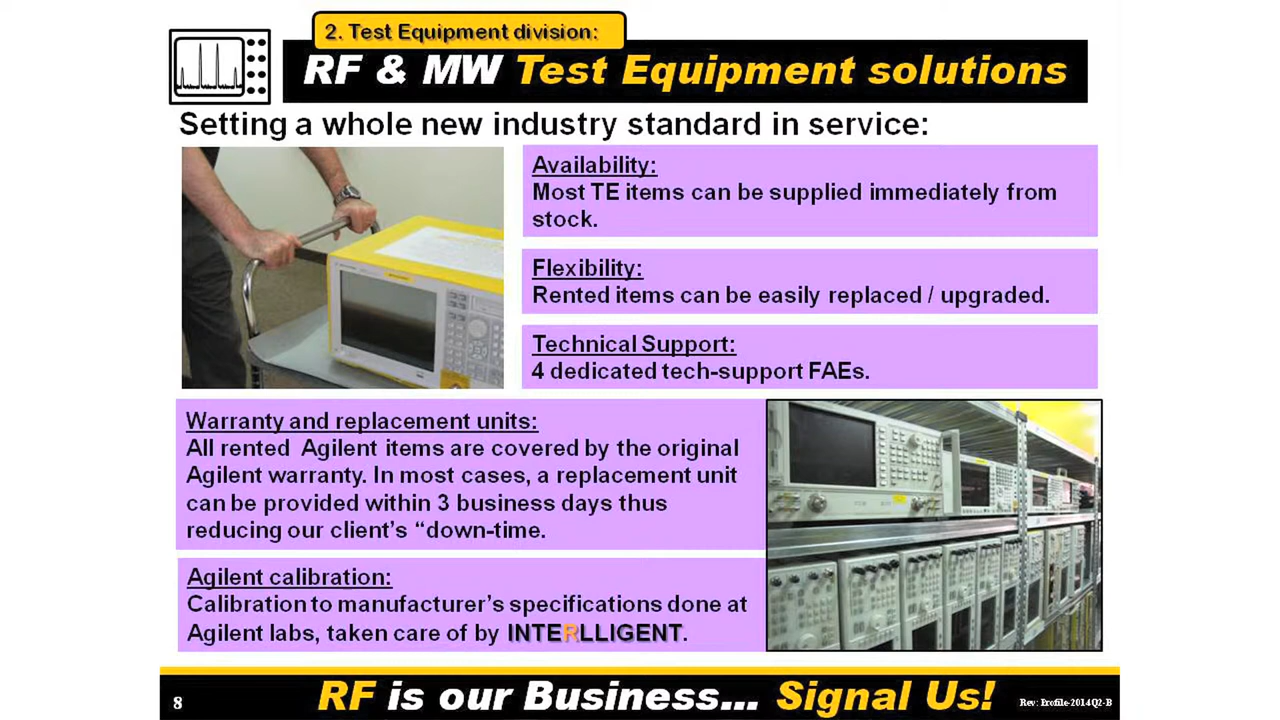 2. Test Equipment division:
RF & MW Test Equipment solutions
Setting a whole new industry standard in service:
Availability:
Most TE items can be supplied immediately from
stock.
Flexibility:
Rented items can be easily replaced / upgraded.
Technical Support:
4 dedicated tech-support FAEs.
Warranty and replacement units:
All rented  Agilent items are covered by the original
Agilent warranty. In most cases, a replacement unit
can be provided within 3 business days thus
reducing our client’s “down-time.
Agilent calibration:
Calibration to manufacturer’s specifications done at
Agilent labs, taken care of by INTERLLIGENT.
8
RF is our Business... Signal Us!
Rev: Erofile-2014Q2-B